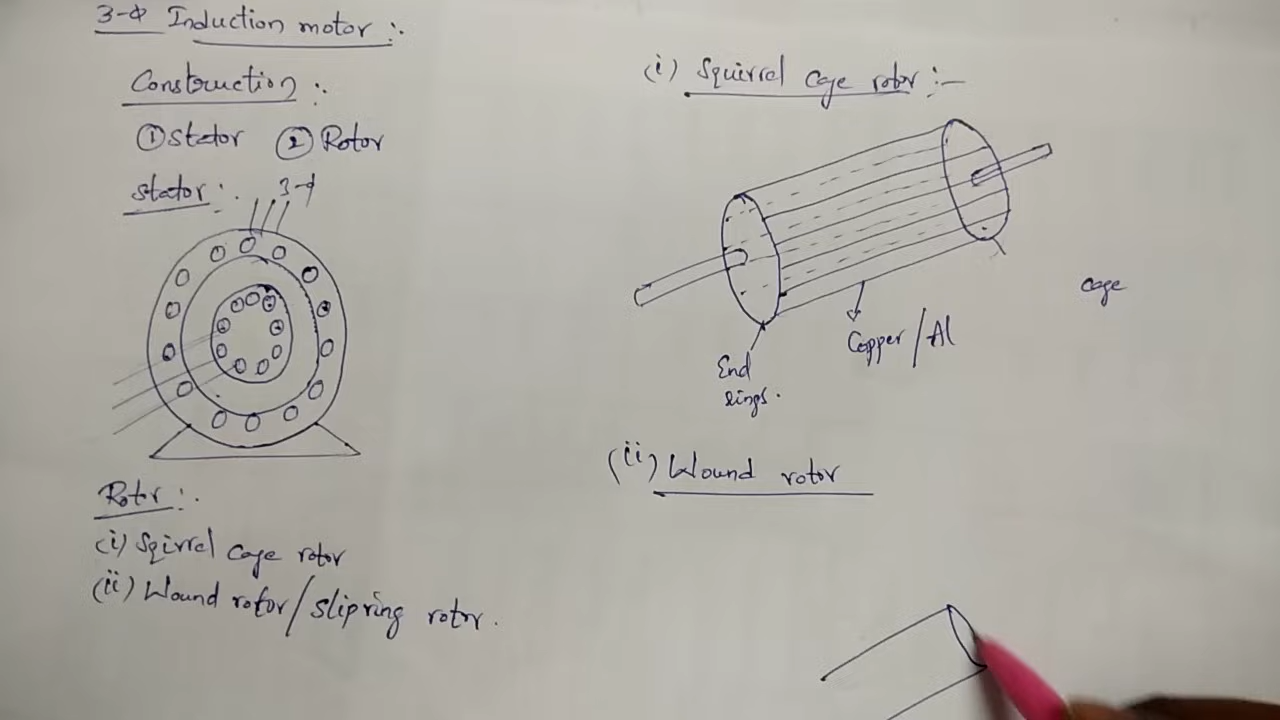 3-ф Induction motor :.
Construction :.
① Stator ② Rotor
Stator :.
3-ф
Rotor :.
(i) Sqirrel cage rotor
(ii) Wound rotor/slipring rotor.
(i) Squirrel cage rotor :-
cage
Copper/Al
End
rings.
(ii) Wound rotor